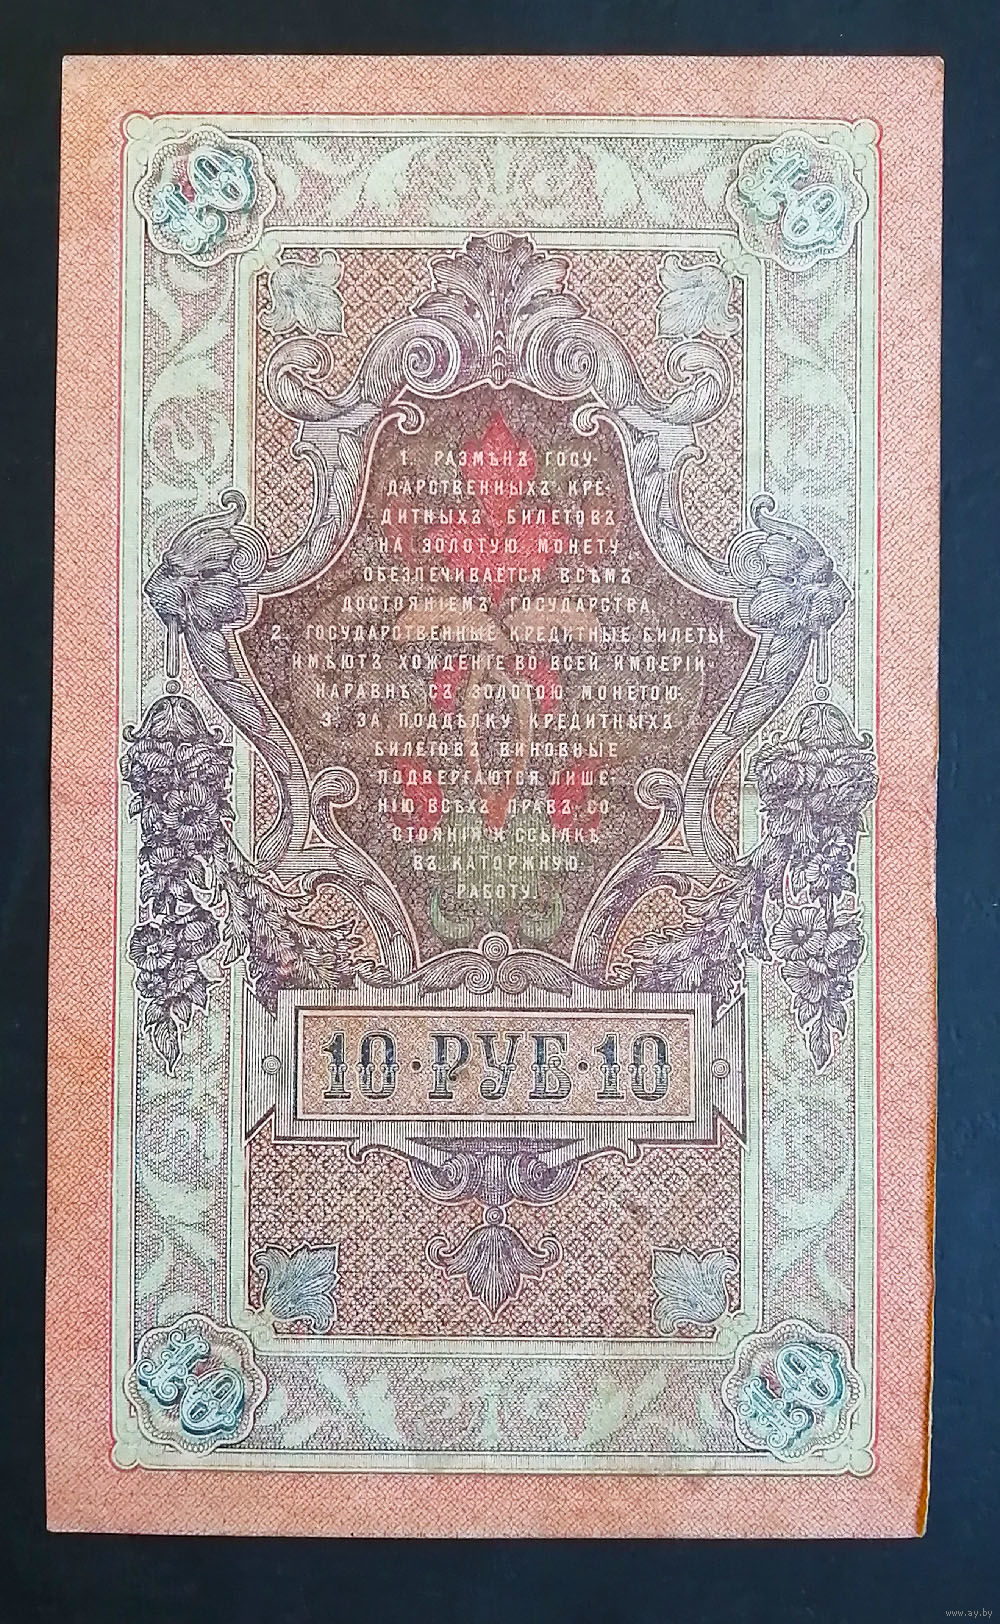 10 10
1. РАЗМѢНЪ ГОСУ-
ДАРСТВЕННЫХЪ КРЕ-
ДИТНЫХЪ БИЛЕТОВЪ
НА ЗОЛОТУЮ МОНЕТУ
ОБЕЗПЕЧИВАЕТСЯ ВСѢМЪ
ДОСТОЯНІЕМЪ ГОСУДАРСТВА.
2. ГОСУДАРСТВЕННЫЕ КРЕДИТНЫЕ БИЛЕТЫ
ИМѢЮТЪ ХОЖДЕНІЕ ВО ВСЕЙ ИМПЕРІИ
НАРАВНѢ СЪ ЗОЛОТОЮ МОНЕТОЮ.
3. ЗА ПОДДѢЛКУ КРЕДИТНЫХЪ
БИЛЕТОВЪ ВИНОВНЫЕ
ПОДВЕРГАЮТСЯ ЛИШЕ-
НІЮ ВСѢХЪ ПРАВЪ СО
СТОЯНІЯ И ССЫЛКѢ
ВЪ КАТОРЖНУЮ
РАБОТУ.
10·РУБ·10
10 10
www.ay.by